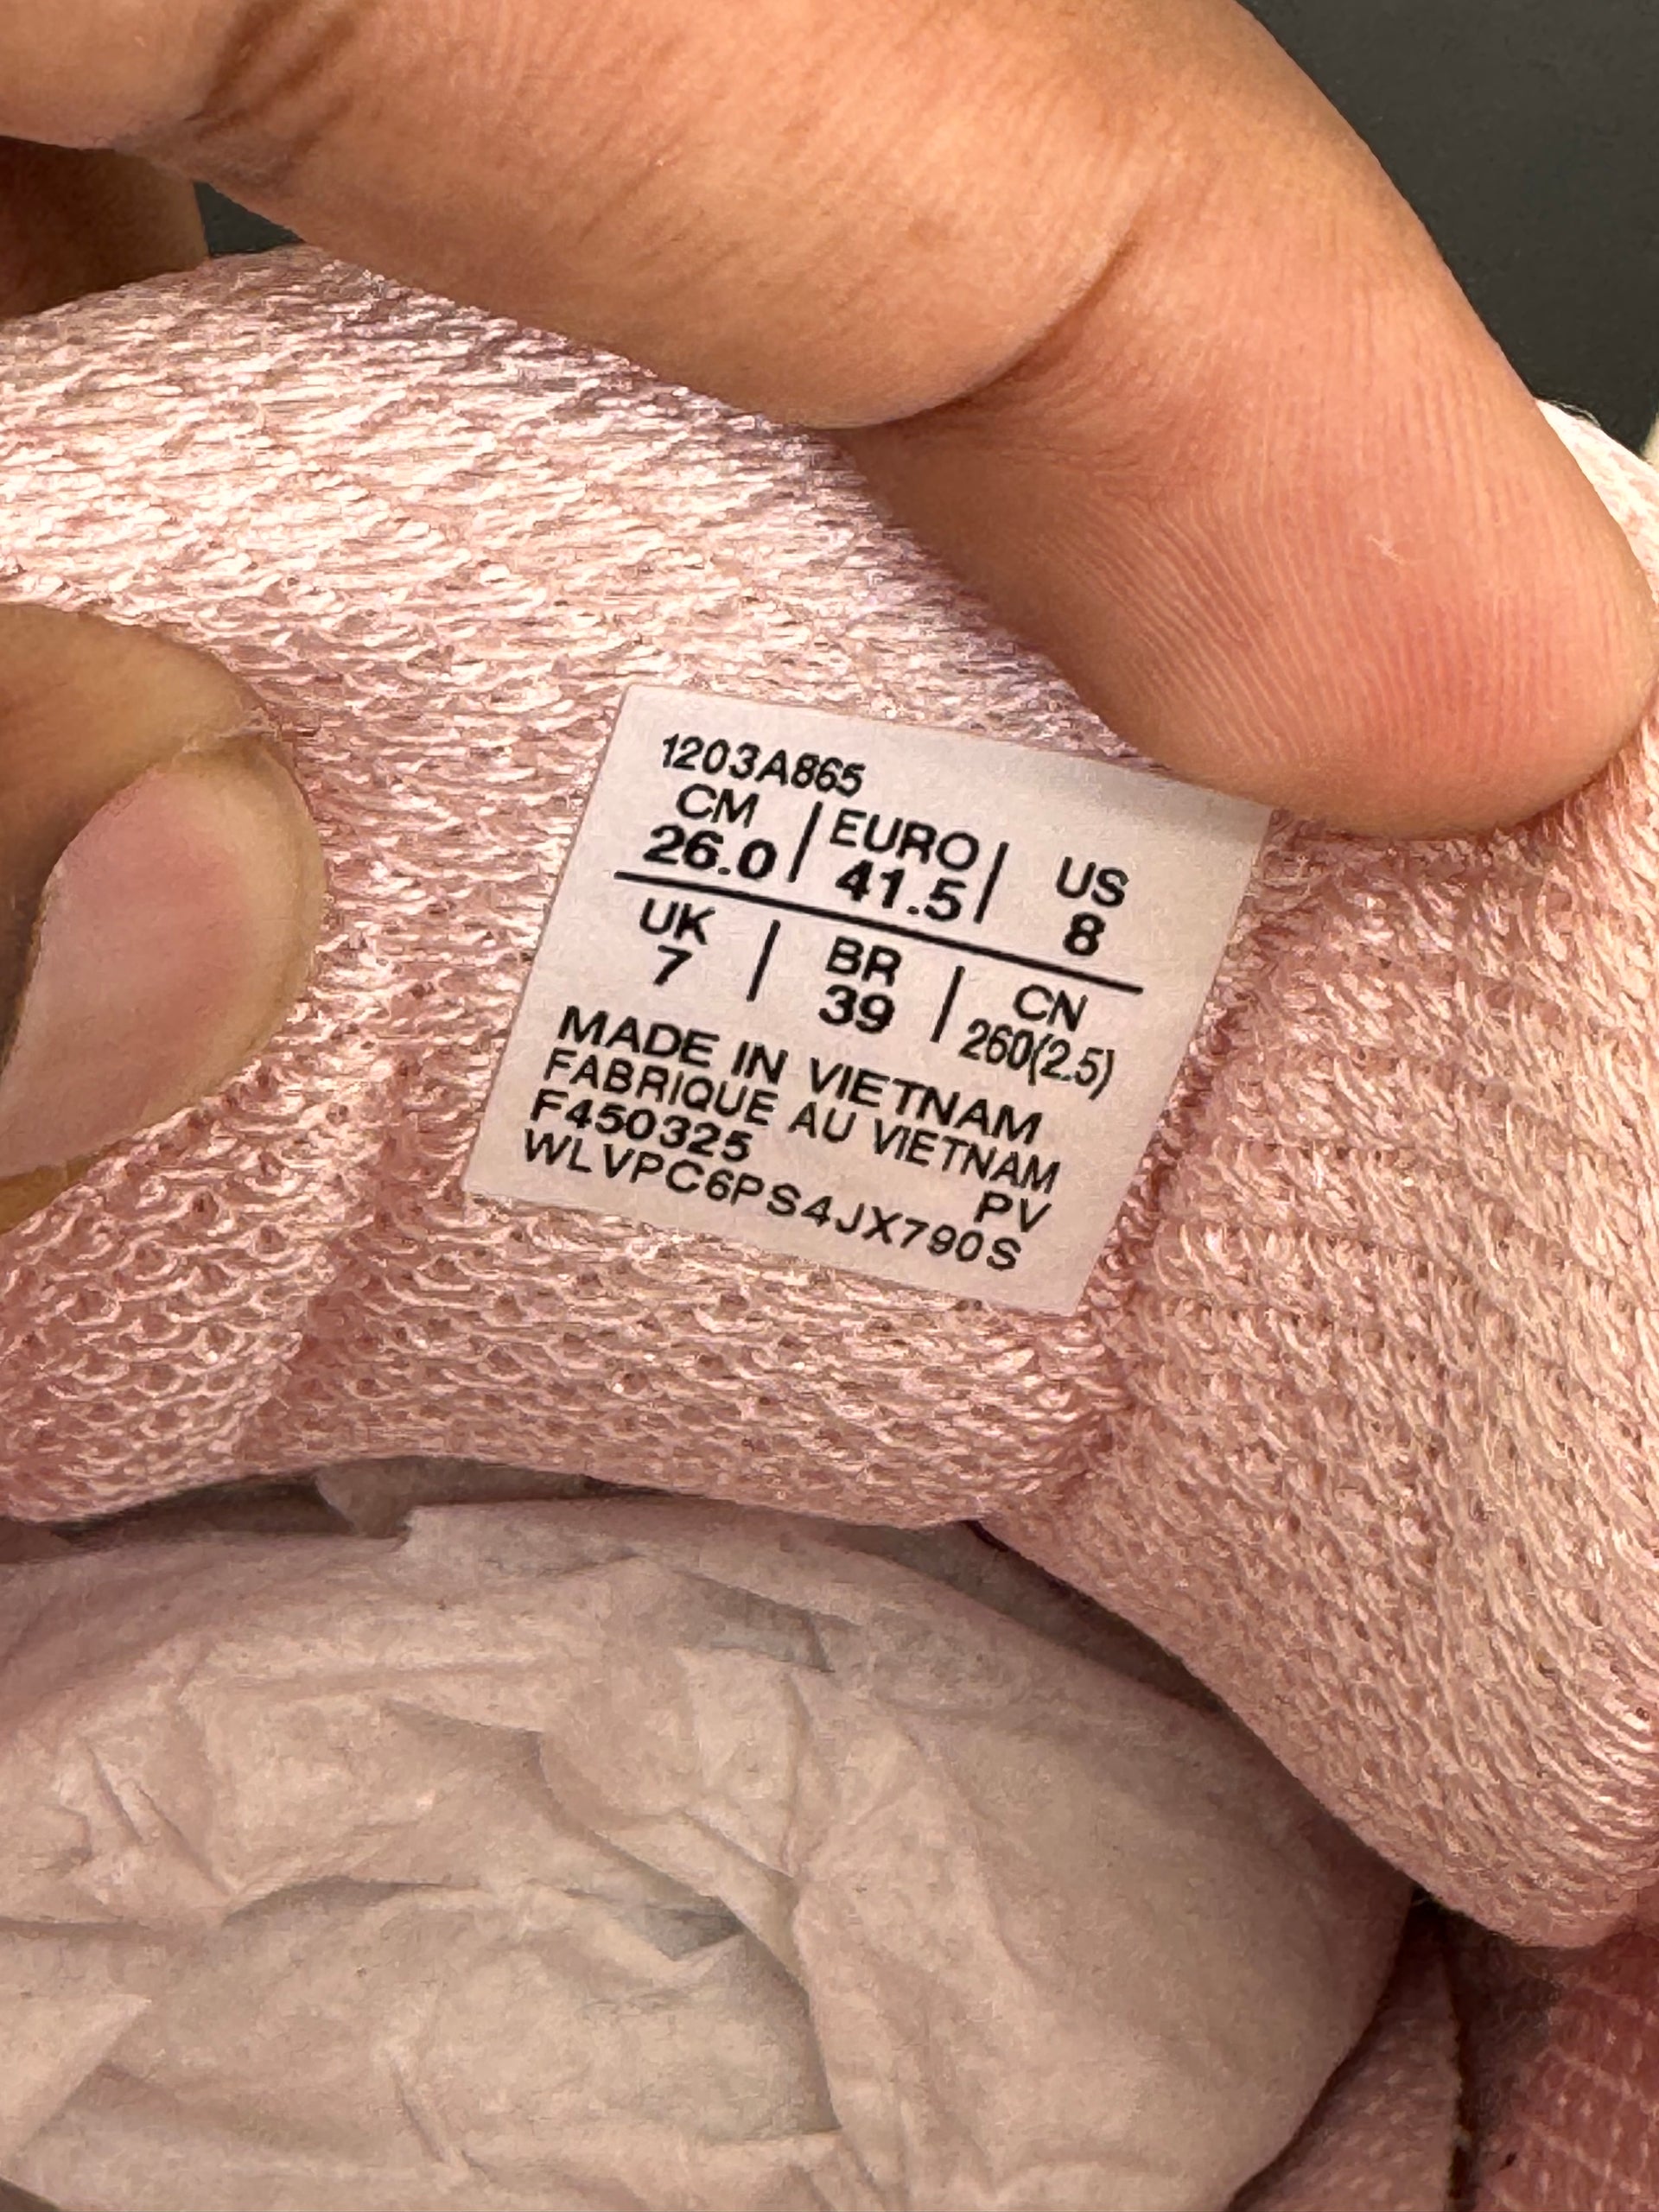 1203A865
CM | EURO | US
26.0 | 41.5 | 8
UK | BR | CN
7 | 39 | 260(2.5)
MADE IN VIETNAM
FABRIQUE AU VIETNAM
F450325 PV
WLVPC6PS4JX790S